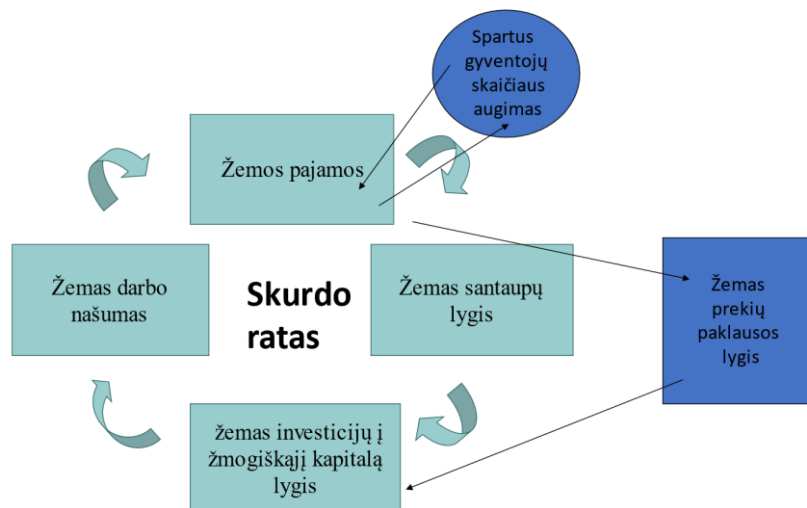 Spartus
gyventojų
skaičiaus
augimas
Žemos pajamos
Žemas darbo
našumas
Skurdo
ratas
Žemas santaupų
lygis
Žemas
prekių
paklausos
lygis
žemas investicijų į
žmogiškąjį kapitalą
lygis